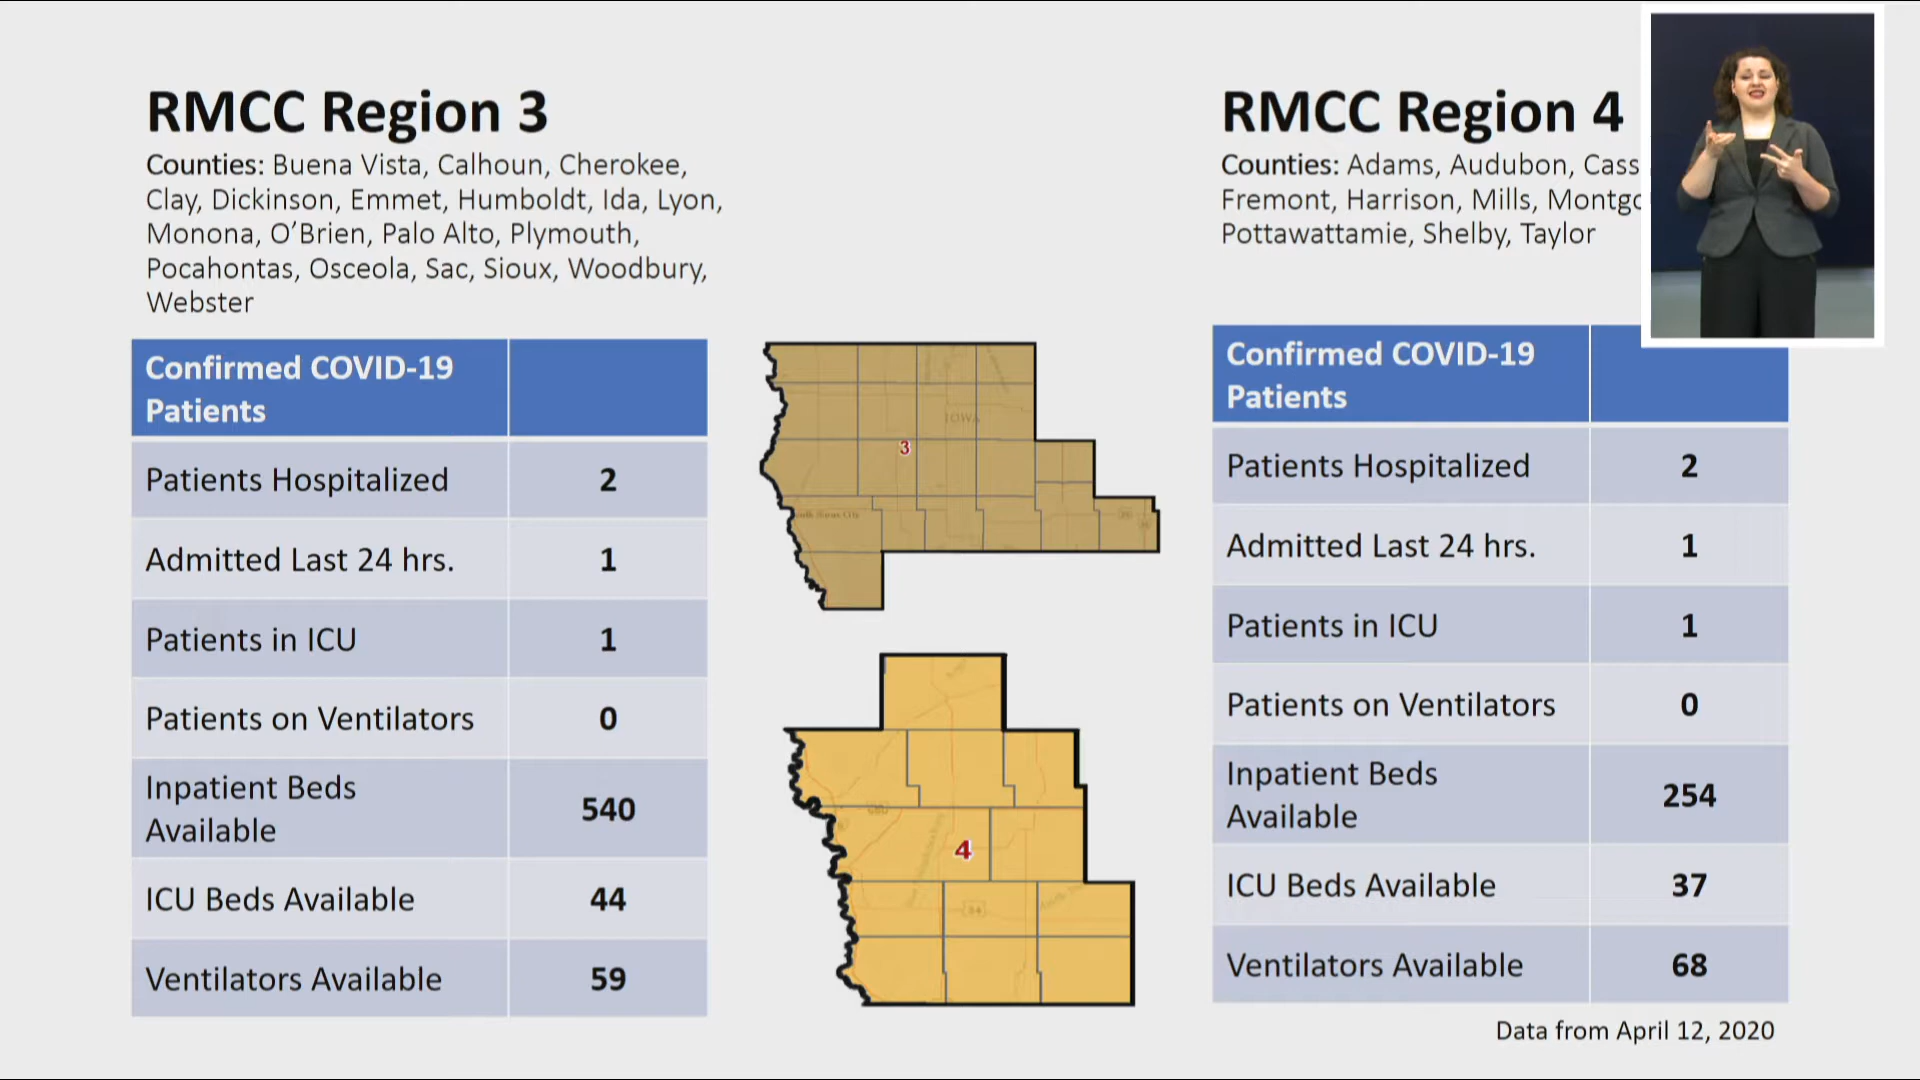 RMCC Region 3
Counties: Buena Vista, Calhoun, Cherokee,
Clay, Dickinson, Emmet, Humboldt, Ida, Lyon,
Monona, O’Brien, Palo Alto, Plymouth,
Pocahontas, Osceola, Sac, Sioux, Woodbury,
Webster
Confirmed COVID-19
Patients
Patients Hospitalized 2
Admitted Last 24 hrs. 1
Patients in ICU 1
Patients on Ventilators 0
Inpatient Beds
Available 540
ICU Beds Available 44
Ventilators Available 59
IOWA
3
4
34
RMCC Region 4
Counties: Adams, Audubon, Cass
Fremont, Harrison, Mills,
Pottawattamie, Shelby, Taylor
Confirmed COVID-19
Patients
Patients Hospitalized 2
Admitted Last 24 hrs. 1
Patients in ICU 1
Patients on Ventilators 0
Inpatient Beds
Available 254
ICU Beds Available 37
Ventilators Available 68
Data from April 12, 2020